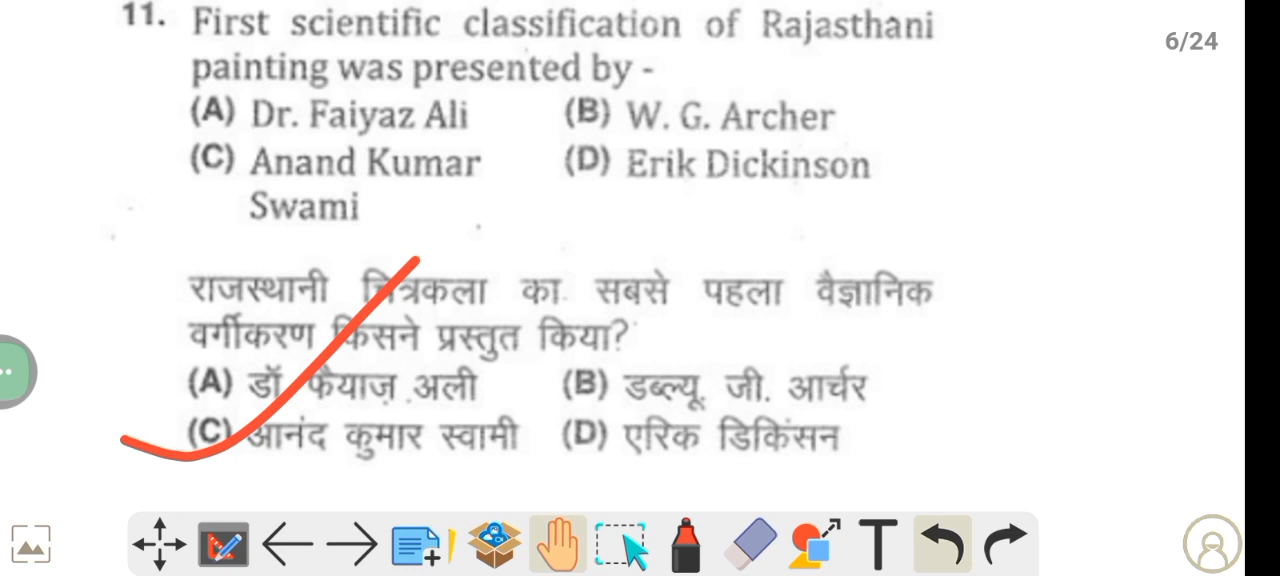 11. First scientific classification of Rajasthani
6/24
painting was presented by -
(A) Dr. Faiyaz Ali (B) W. G. Archer
(C) Anand Kumar (D) Erik Dickinson
Swami
राजस्थानी चित्रकला का सबसे पहला वैज्ञानिक
वर्गीकरण किसने प्रस्तुत किया?
(A) डॉ फैयाज़ अली (B) डब्ल्यू. जी. आर्चर
(C) आनंद कुमार स्वामी (D) एरिक डिकिंसन
T